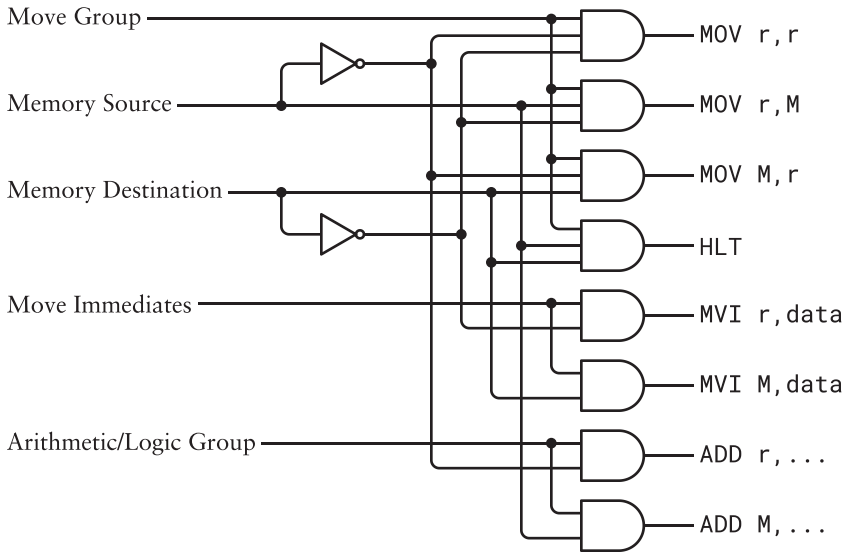 Move Group
MOV r,r
Memory Source
MOV r,M
MOV M,r
Memory Destination
HLT
Move Immediates
MVI r,data
MVI M,data
Arithmetic/Logic Group
ADD r,...
ADD M,...